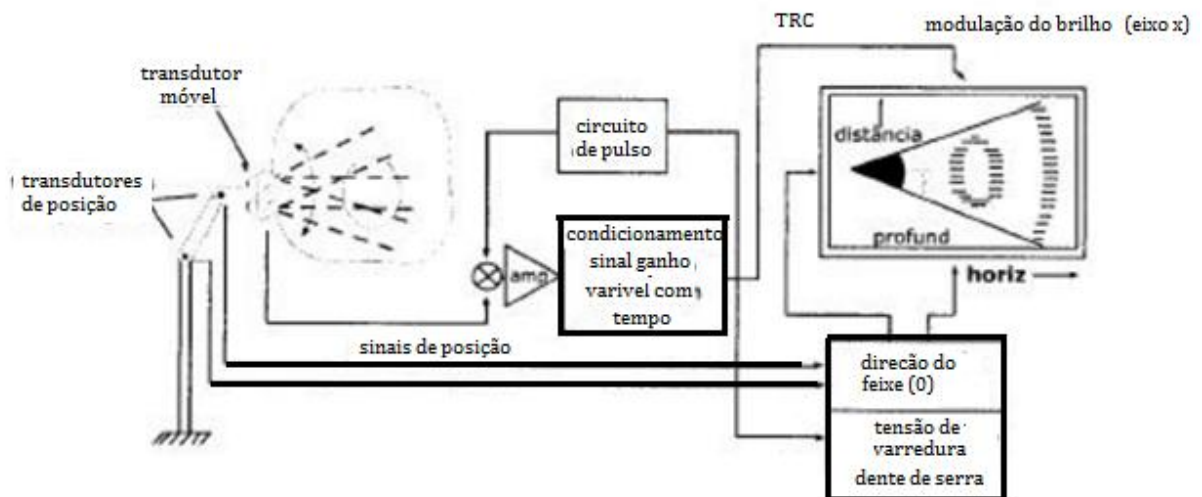 TRC
modulação do brilho (eixo x)
transdutor
móvel
transdutores
de posição
circuito
de pulso
distância
profund
horiz
amp
condicionamento
sinal ganho
varivel com
tempo
sinais de posição
direcão do
feixe (0)
tensão de
varredura
dente de serra